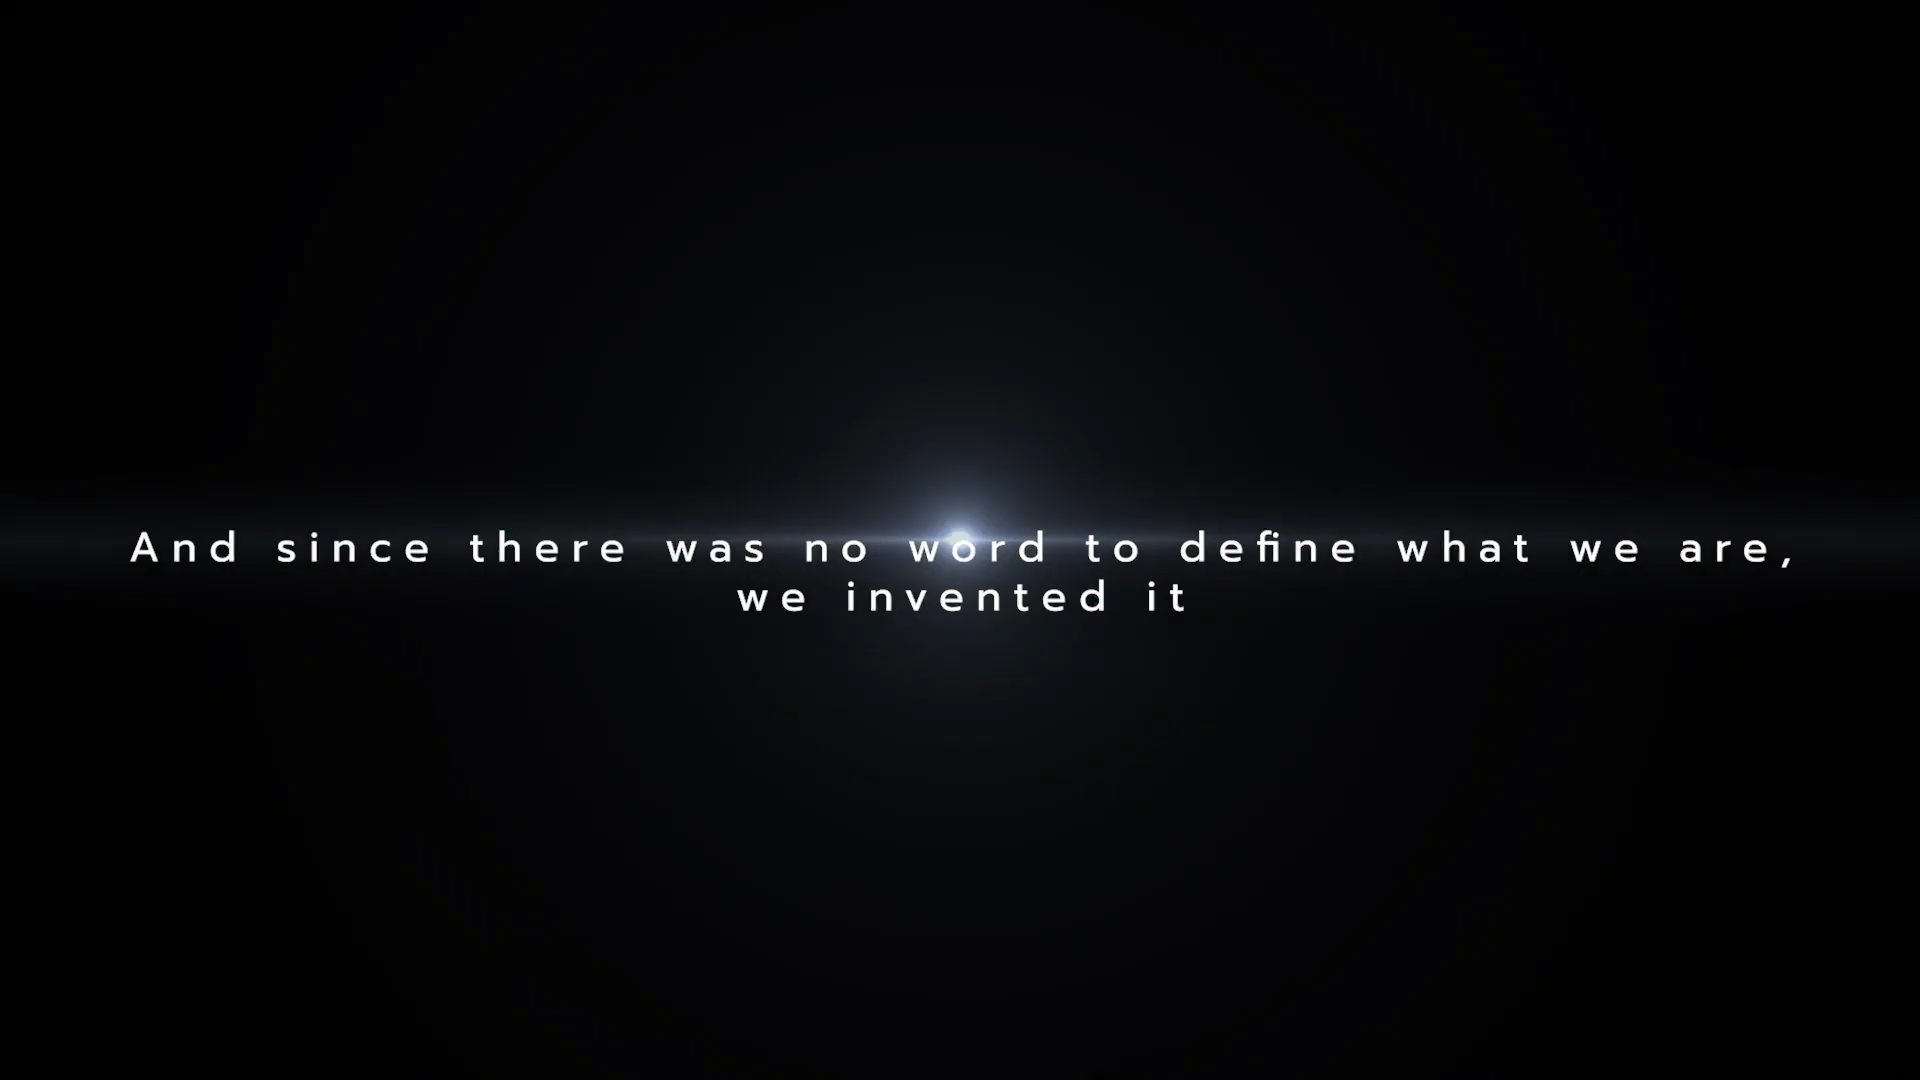 And since there was no word to define what we are,
we invented it